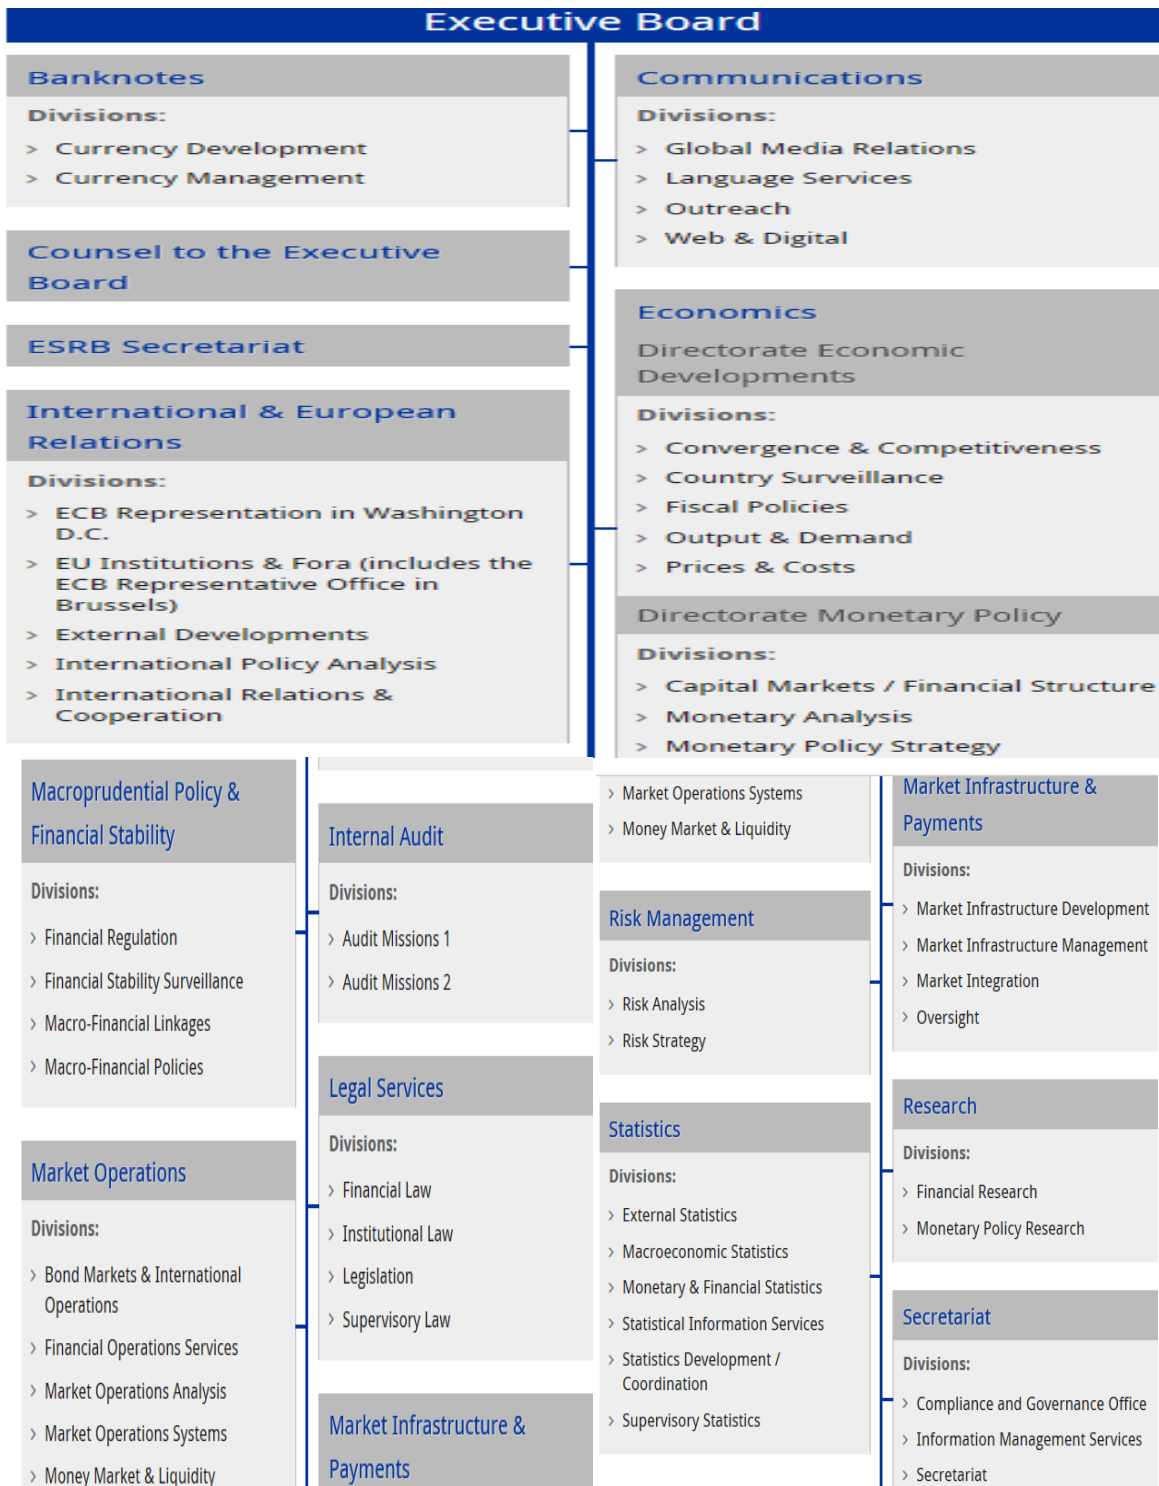 Executive Board
Banknotes
Divisions:
> Currency Development
> Currency Management
Counsel to the Executive
Board
ESRB Secretariat
International & European
Relations
Divisions:
> ECB Representation in Washington
D.C.
> EU Institutions & Fora (includes the
ECB Representative Office in
Brussels)
> External Developments
> International Policy Analysis
> International Relations &
Cooperation
Communications
Divisions:
> Global Media Relations
> Language Services
> Outreach
> Web & Digital
Economics
Directorate Economic
Developments
Divisions:
> Convergence & Competitiveness
> Country Surveillance
> Fiscal Policies
> Output & Demand
> Prices & Costs
Directorate Monetary Policy
Divisions:
> Capital Markets / Financial Structure
> Monetary Analysis
> Monetary Policy Strategy
Macroprudential Policy &
Financial Stability
Divisions:
> Financial Regulation
> Financial Stability Surveillance
> Macro-Financial Linkages
> Macro-Financial Policies
Market Operations
Divisions:
> Bond Markets & International
Operations
> Financial Operations Services
> Market Operations Analysis
> Market Operations Systems
> Money Market & Liquidity
Internal Audit
Divisions:
> Audit Missions 1
> Audit Missions 2
Legal Services
Divisions:
> Financial Law
> Institutional Law
> Legislation
> Supervisory Law
Market Infrastructure &
Payments
> Market Operations Systems
> Money Market & Liquidity
Risk Management
Divisions:
> Risk Analysis
> Risk Strategy
Statistics
Divisions:
> External Statistics
> Macroeconomic Statistics
> Monetary & Financial Statistics
> Statistical Information Services
> Statistics Development /
Coordination
> Supervisory Statistics
Market Infrastructure &
Payments
Divisions:
> Market Infrastructure Development
> Market Infrastructure Management
> Market Integration
> Oversight
Research
Divisions:
> Financial Research
> Monetary Policy Research
Secretariat
Divisions:
> Compliance and Governance Office
> Information Management Services
> Secretariat